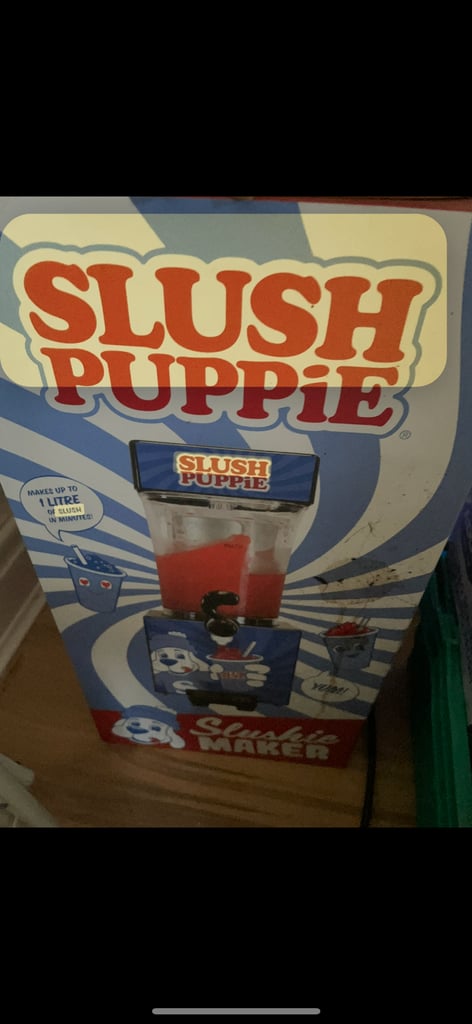 SLUSH
PUPPiE
®
SLUSH
PUPPiE
MAKES UP TO
1 LITRE
OF SLUSH
IN MINUTES!
YUM!
Slushie
MAKER